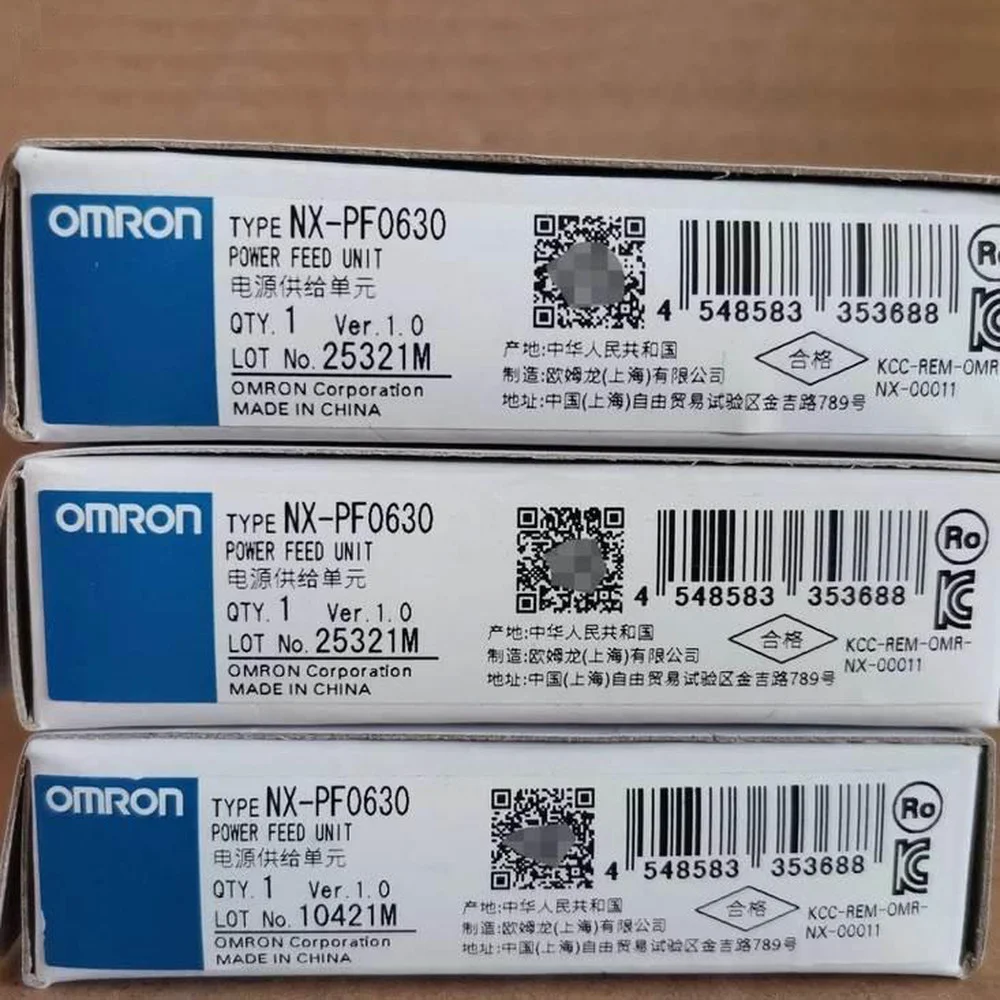 OMRON
TYPE NX-PF0630
POWER FEED UNIT
电源供给单元
QTY. 1 Ver.1.0
LOT No. 25321M
OMRON Corporation
MADE IN CHINA
4 548583 353688
产地:中华人民共和国
制造:欧姆龙(上海)有限公司
地址:中国(上海)自由贸易试验区金吉路789号
合格
R
KCC-REM-OMR
NX-00011
OMRON
TYPE NX-PF0630
POWER FEED UNIT
电源供给单元
QTY. 1 Ver.1.0
LOT No. 25321M
OMRON Corporation
MADE IN CHINA
4 548583 353688
产地:中华人民共和国
制造:欧姆龙(上海)有限公司
地址:中国(上海)自由贸易试验区金吉路789号
合格
Ro
KCC-REM-OMR-
NX-00011
OMRON
TYPE NX-PF0630
POWER FEED UNIT
电源供给单元
QTY. 1 Ver.1.0
LOT No. 10421M
OMRON Corporation
MADE IN CHINA
4 548583 353688
产地:中华人民共和国
制造:欧姆龙(上海)有限公司
地址:中国(上海)自由贸易试验区金吉路789号
合格
Ro
KCC-REM-OMR-
NX-00011